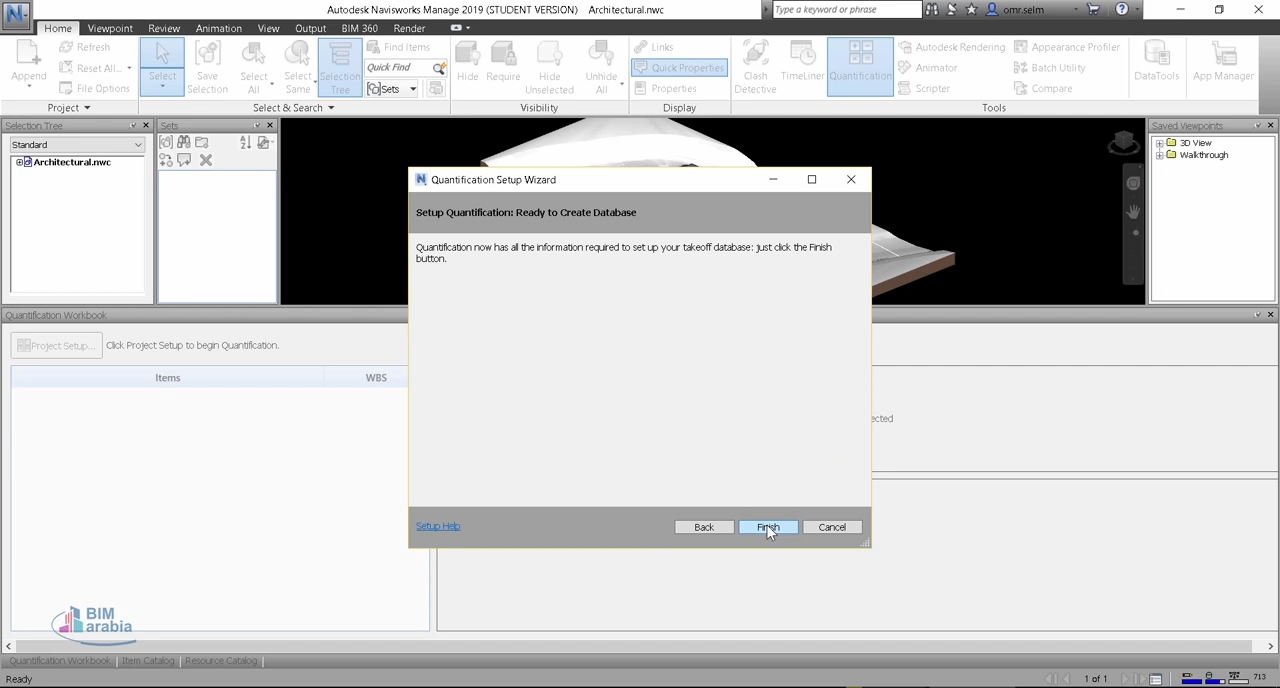 Autodesk Navisworks Manage 2019 (STUDENT VERSION) Architectural.nwc
Type a keyword or phrase
omr.selm
Home Viewpoint Review Animation View Output BIM 360 Render
Append
Refresh
Reset All...
File Options
Project
Select
Save Selection
Select All
Select Same
Selection Tree
Find Items
Quick Find
Sets
Select & Search
Hide
Require
Hide Unselected
Unhide All
Visibility
Links
Quick Properties
Properties
Display
Clash Detective
TimeLiner
Quantification
Autodesk Rendering
Animator
Scripter
Appearance Profiler
Batch Utility
Compare
DataTools
App Manager
Tools
Selection Tree
Standard
Architectural.nwc
Sets
Saved Viewpoints
3D View
Walkthrough
Quantification Setup Wizard
Setup Quantification: Ready to Create Database
Quantification now has all the information required to set up your takeoff database: just click the Finish
button.
Setup Help
Back
Finish
Cancel
Quantification Workbook
Project Setup... Click Project Setup to begin Quantification.
Items WBS
ected
BIM
arabia
Quantification Workbook Item Catalog Resource Catalog
Ready
1 of 1
713